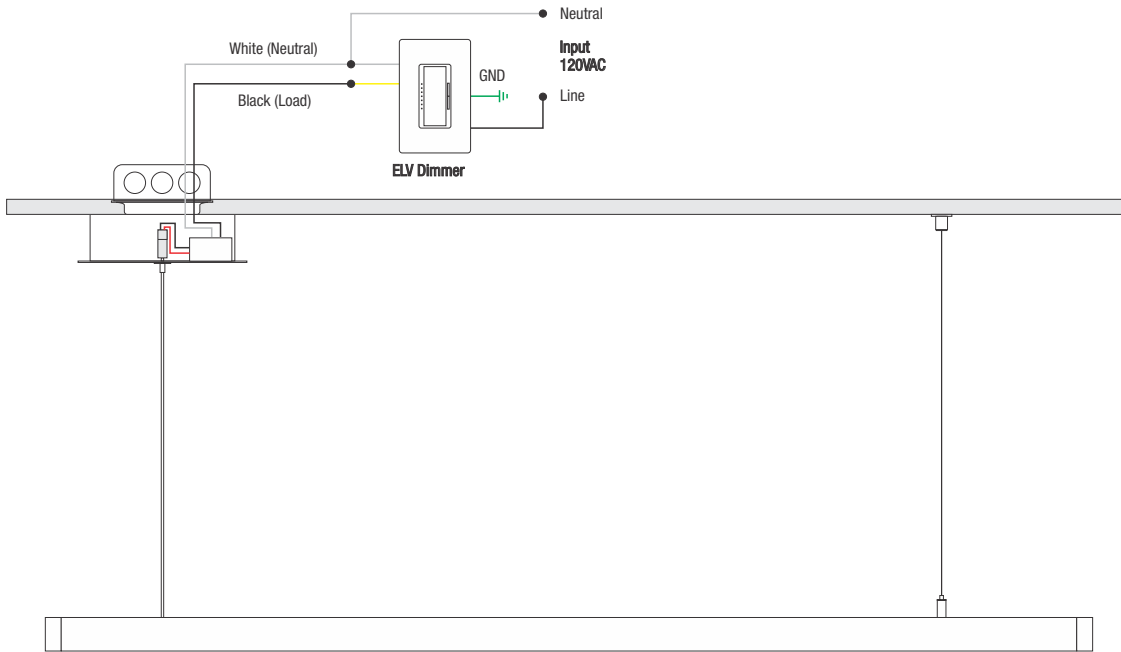 Neutral
White (Neutral)
Input
120VAC
GND
Line
Black (Load)
ELV Dimmer